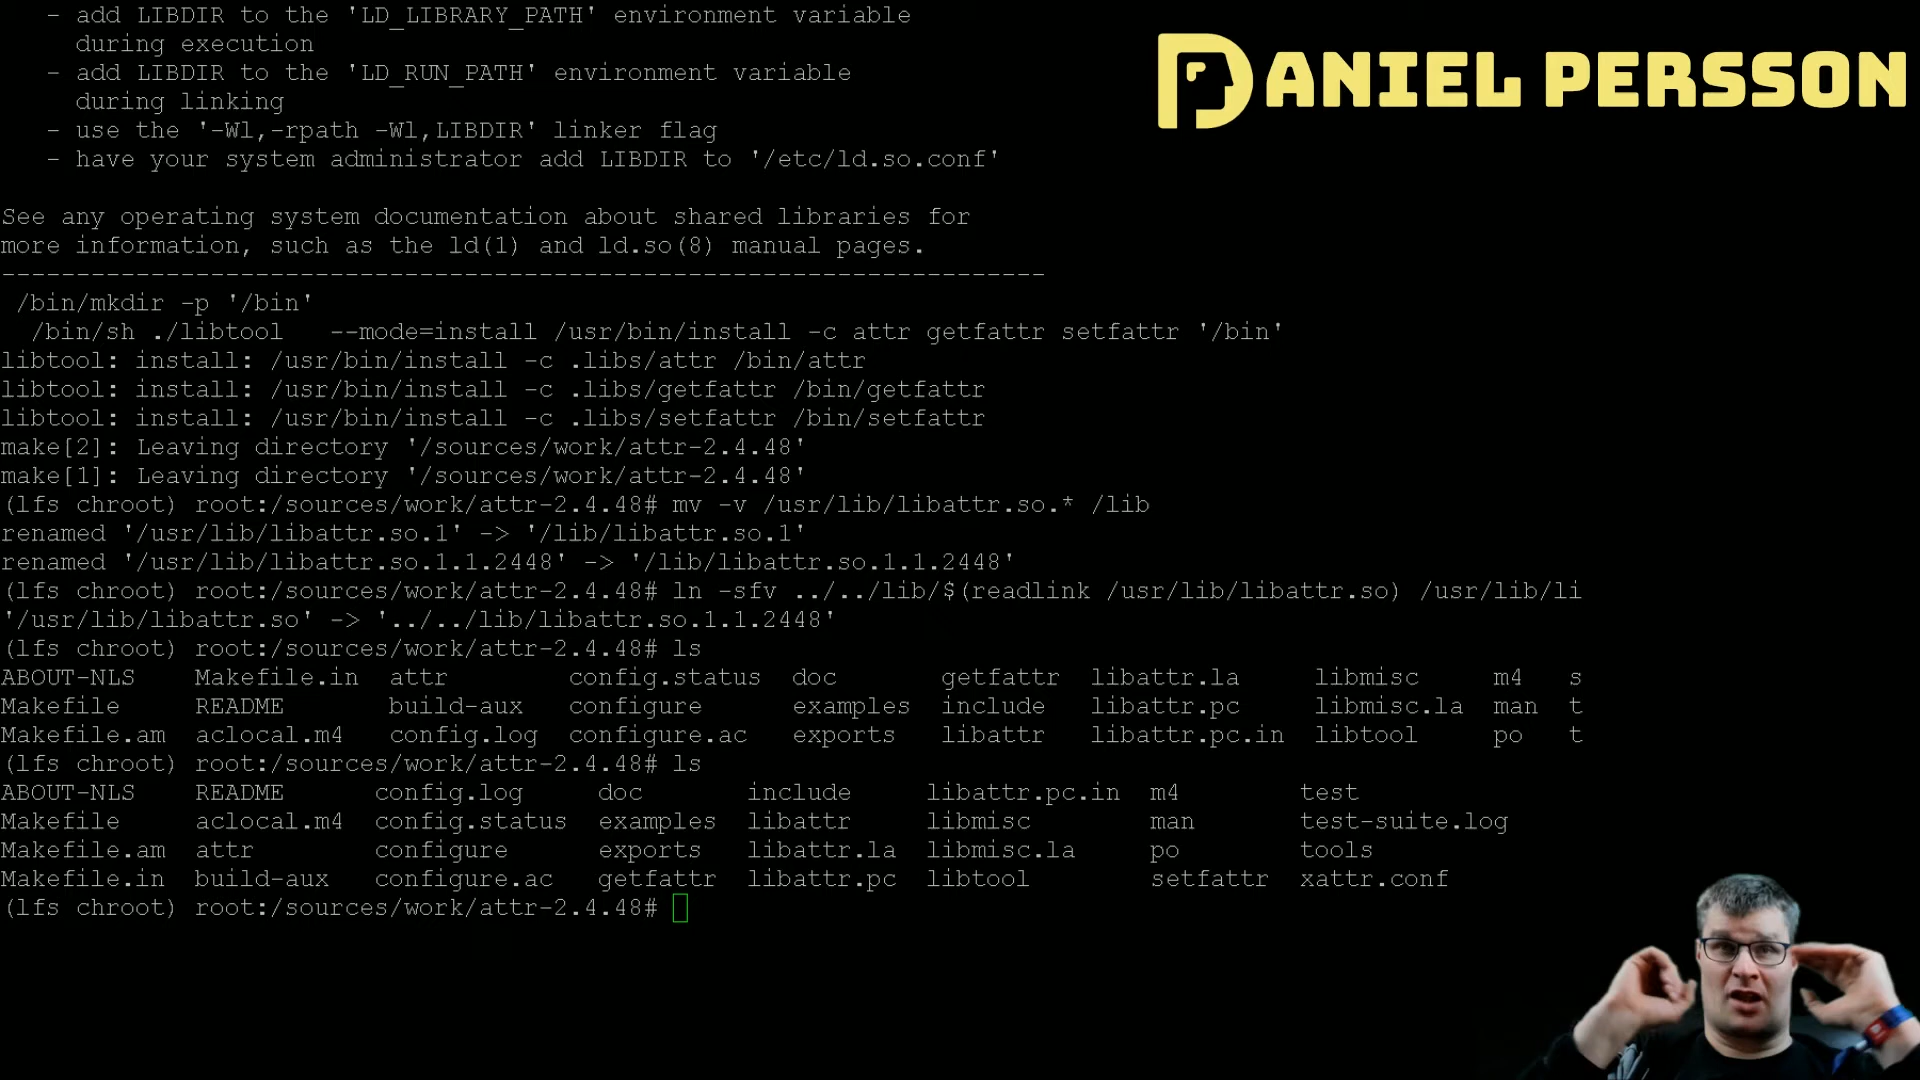 - add LIBDIR to the 'LD_LIBRARY_PATH' environment variable
during execution
- add LIBDIR to the 'LD_RUN_PATH' environment variable
during linking
- use the '-Wl,-rpath -Wl,LIBDIR' linker flag
- have your system administrator add LIBDIR to '/etc/ld.so.conf'
DANIEL PERSSON
See any operating system documentation about shared libraries for
more information, such as the ld(1) and ld.so(8) manual pages.
----------------------------------------------------------------------
/bin/mkdir -p '/bin'
/bin/sh ./libtool   --mode=install /usr/bin/install -c attr getfattr setfattr '/bin'
libtool: install: /usr/bin/install -c .libs/attr /bin/attr
libtool: install: /usr/bin/install -c .libs/getfattr /bin/getfattr
libtool: install: /usr/bin/install -c .libs/setfattr /bin/setfattr
make[2]: Leaving directory '/sources/work/attr-2.4.48'
make[1]: Leaving directory '/sources/work/attr-2.4.48'
(lfs chroot) root:/sources/work/attr-2.4.48# mv -v /usr/lib/libattr.so.* /lib
renamed '/usr/lib/libattr.so.1' -> '/lib/libattr.so.1'
renamed '/usr/lib/libattr.so.1.1.2448' -> '/lib/libattr.so.1.1.2448'
(lfs chroot) root:/sources/work/attr-2.4.48# ln -sfv ../../lib/$(readlink /usr/lib/libattr.so) /usr/lib/li
'/usr/lib/libattr.so' -> '../../lib/libattr.so.1.1.2448'
(lfs chroot) root:/sources/work/attr-2.4.48# ls
ABOUT-NLS    Makefile.in  attr       config.status  doc       getfattr  libattr.la     libmisc     m4   s
Makefile     README       build-aux  configure      examples  include   libattr.pc     libmisc.la  man  t
Makefile.am  aclocal.m4   config.log configure.ac   exports   libattr   libattr.pc.in  libtool     po   t
(lfs chroot) root:/sources/work/attr-2.4.48# ls
ABOUT-NLS    README      config.log     doc       include     libattr.pc.in  m4        test
Makefile     aclocal.m4  config.status  examples  libattr     libmisc        man       test-suite.log
Makefile.am  attr        configure      exports   libattr.la  libmisc.la     po        tools
Makefile.in  build-aux   configure.ac   getfattr  libattr.pc  libtool        setfattr  xattr.conf
(lfs chroot) root:/sources/work/attr-2.4.48#